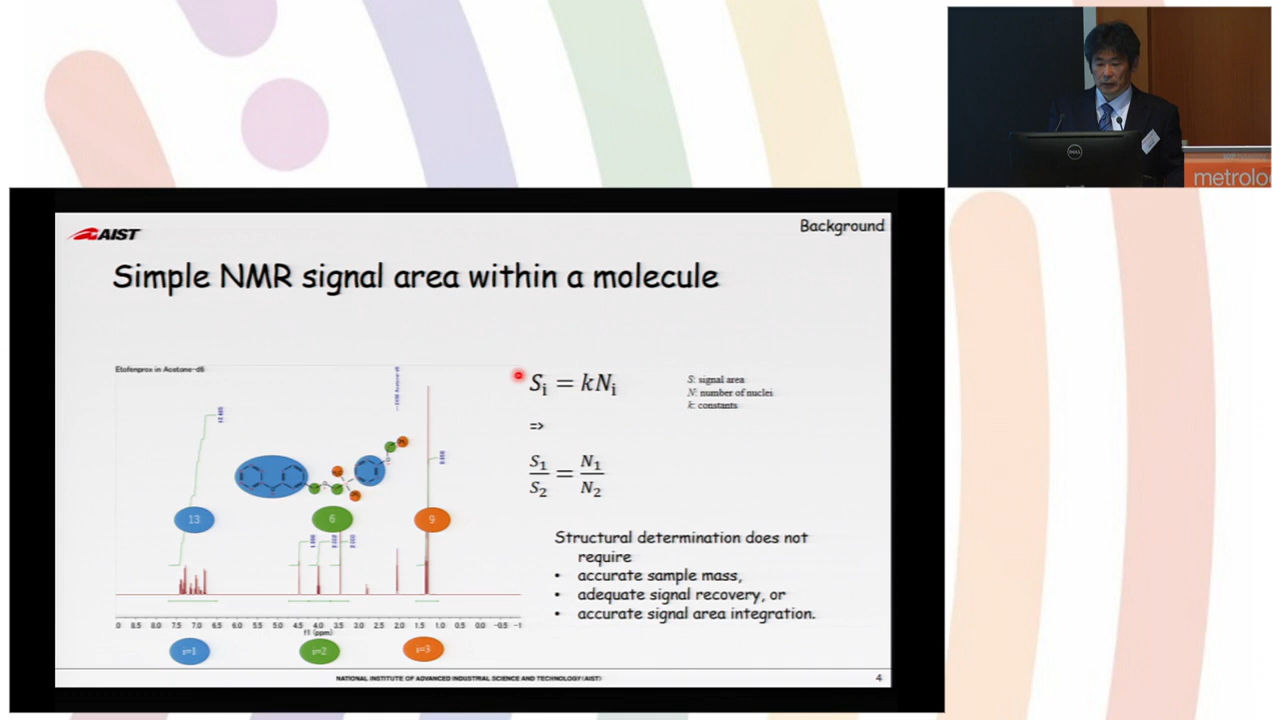 DELL
metrolo
AIST
Background
Simple NMR signal area within a molecule
Etofenprox in Acetone-d6
S: signal area
N: number of nuclei
k: constants
Sᵢ = kNᵢ
=>
S₁/S₂ = N₁/N₂
13
6
9
Structural determination does not
require
• accurate sample mass,
• adequate signal recovery, or
• accurate signal area integration.
0 8.5 8.0 7.5 7.0 6.5 6.0 5.5 5.0 4.5 4.0 3.5 3.0 2.5 2.0 1.5 1.0 0.5 0.0 -0.5 -1
f1 (ppm)
i=1
i=2
i=3
NATIONAL INSTITUTE OF ADVANCED INDUSTRIAL SCIENCE AND TECHNOLOGY (AIST)
4